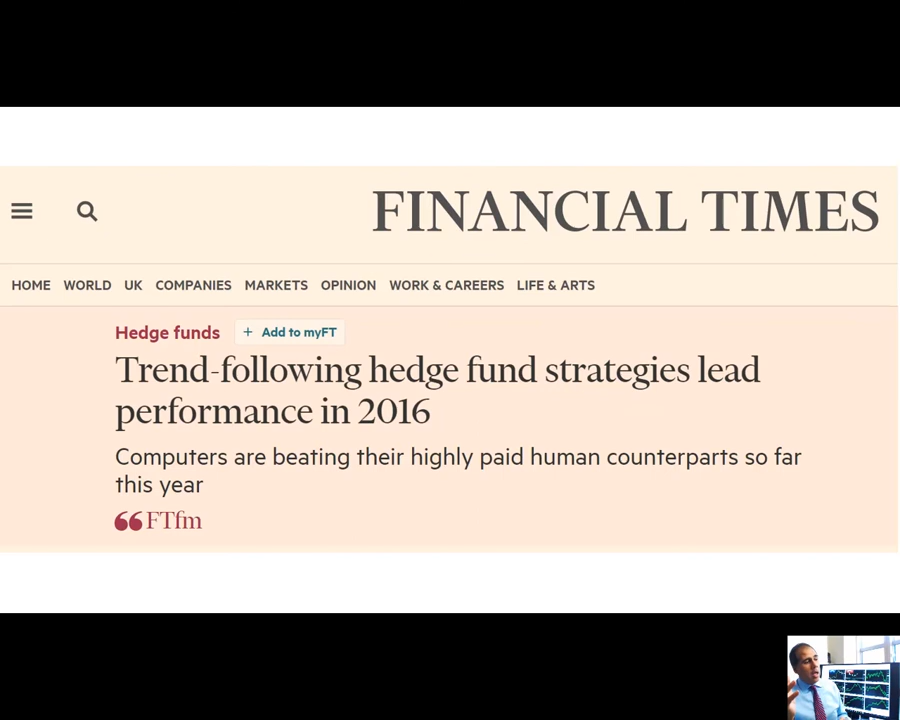 FINANCIAL TIMES
HOME WORLD UK COMPANIES MARKETS OPINION WORK & CAREERS LIFE & ARTS
Hedge funds + Add to myFT
Trend-following hedge fund strategies lead
performance in 2016
Computers are beating their highly paid human counterparts so far
this year
FTfm